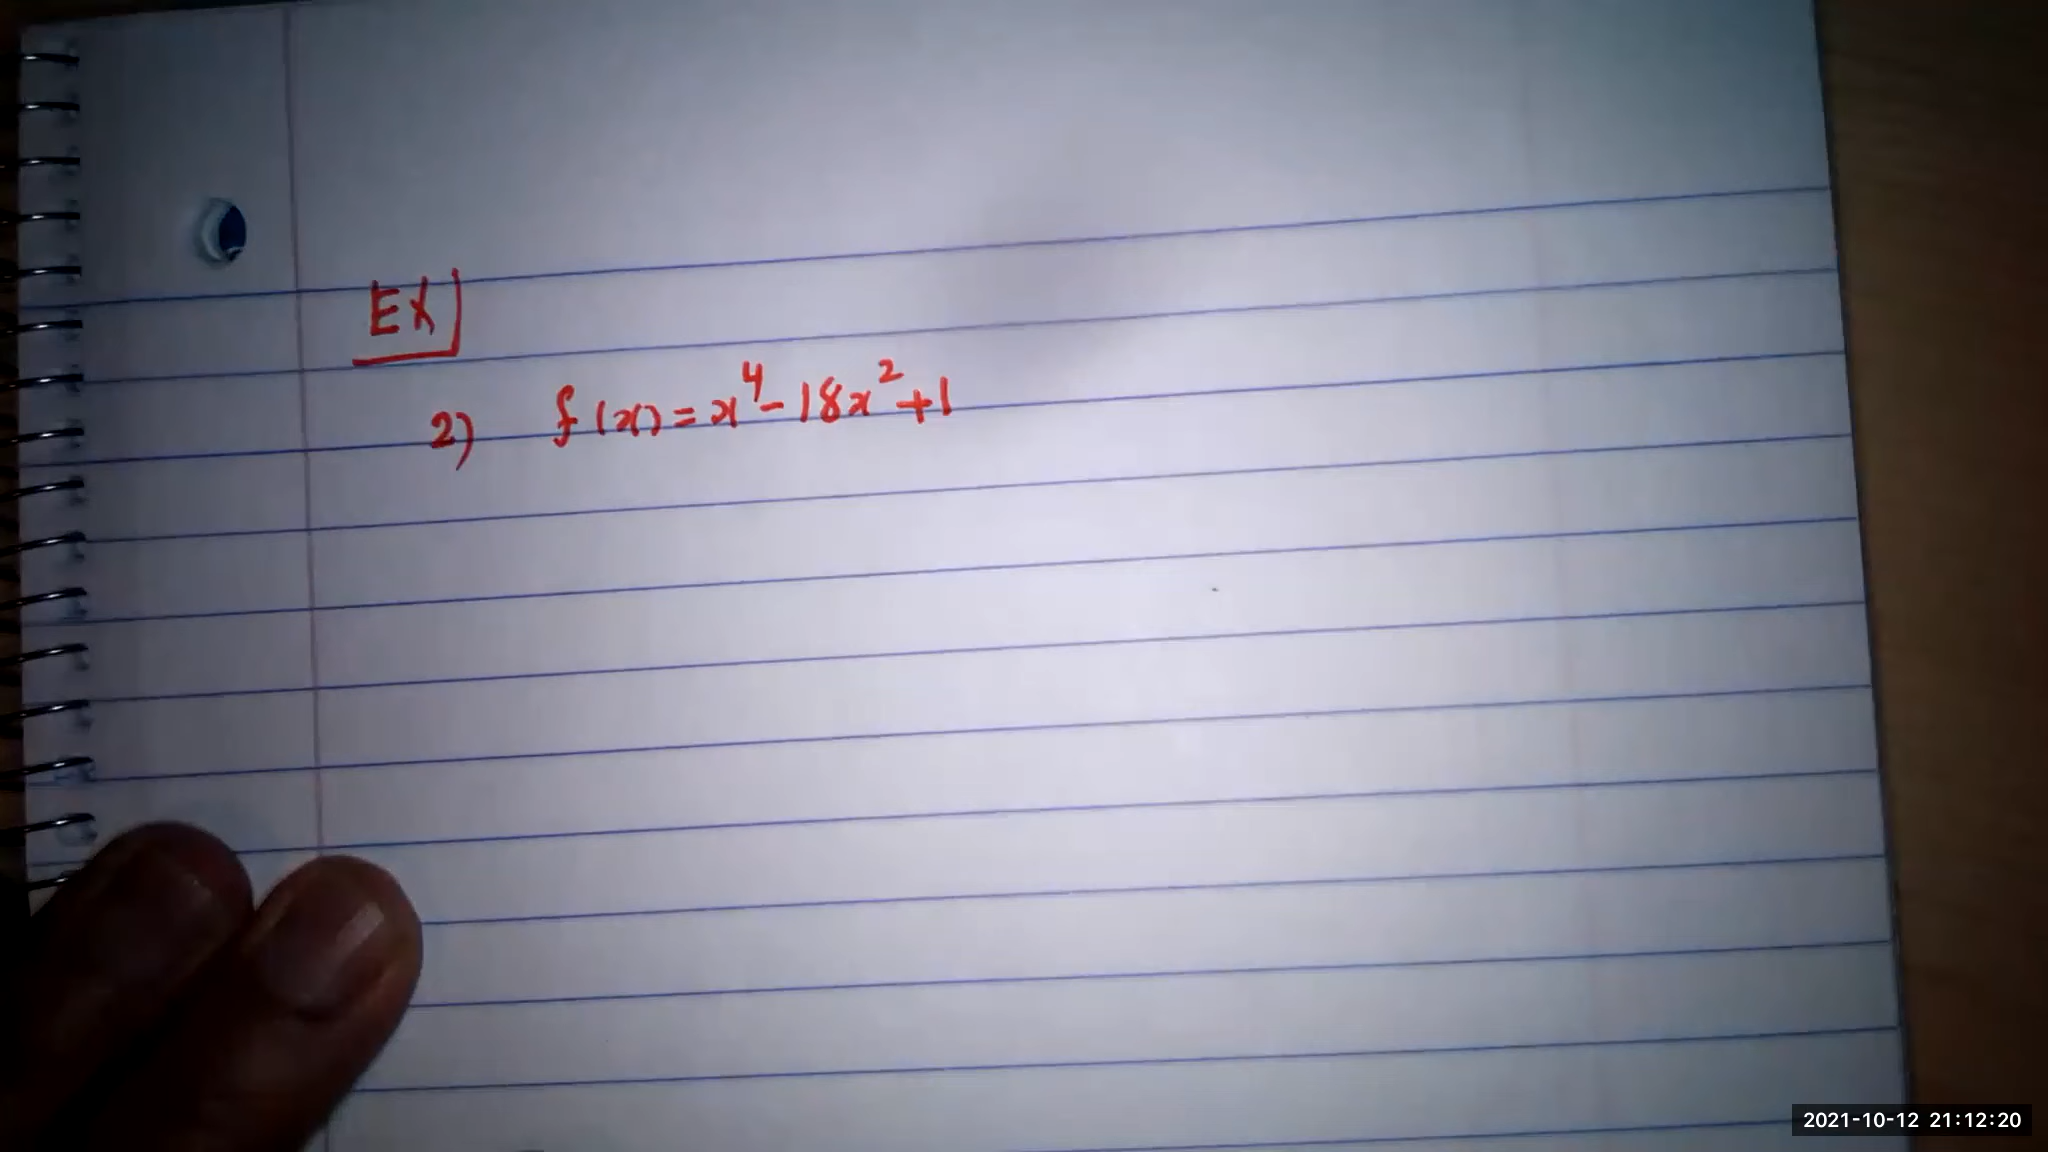 EX
2) f(x) = x⁴ - 18x² + 1
2021-10-12 21:12:20